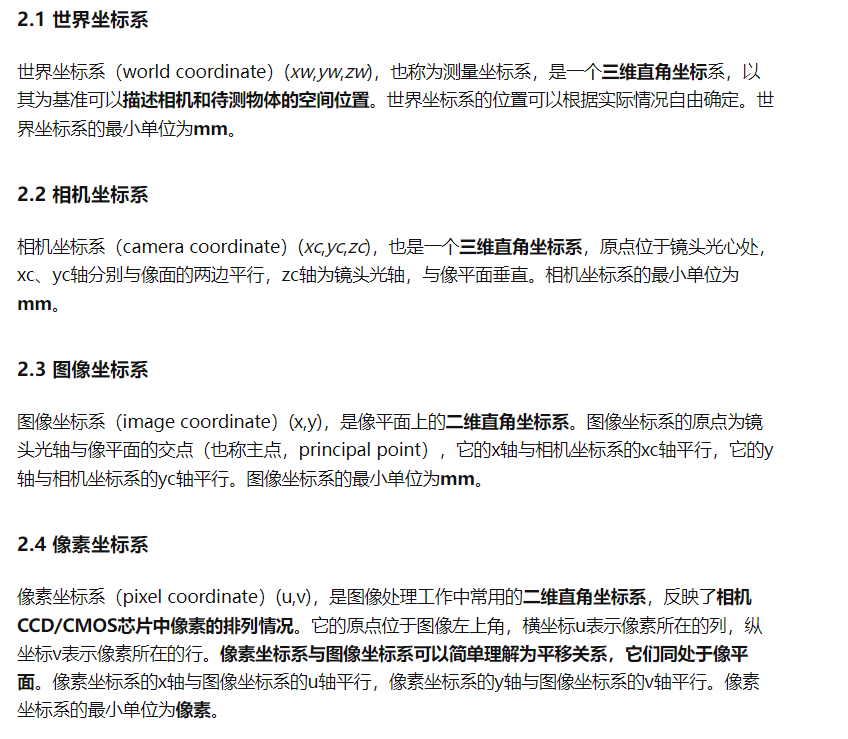 2.1 世界坐标系
世界坐标系（world coordinate）(xw,yw,zw)，也称为测量坐标系，是一个三维直角坐标系，以
其为基准可以描述相机和待测物体的空间位置。世界坐标系的位置可以根据实际情况自由确定。世
界坐标系的最小单位为mm。
2.2 相机坐标系
相机坐标系（camera coordinate）(xc,yc,zc)，也是一个三维直角坐标系，原点位于镜头光心处，
xc、yc轴分别与像面的两边平行，zc轴为镜头光轴，与像平面垂直。相机坐标系的最小单位为
mm。
2.3 图像坐标系
图像坐标系（image coordinate）(x,y)，是像平面上的二维直角坐标系。图像坐标系的原点为镜
头光轴与像平面的交点（也称主点，principal point），它的x轴与相机坐标系的xc轴平行，它的y
轴与相机坐标系的yc轴平行。图像坐标系的最小单位为mm。
2.4 像素坐标系
像素坐标系（pixel coordinate）(u,v)，是图像处理工作中常用的二维直角坐标系，反映了相机
CCD/CMOS芯片中像素的排列情况。它的原点位于图像左上角，横坐标u表示像素所在的列，纵
坐标v表示像素所在的行。像素坐标系与图像坐标系可以简单理解为平移关系，它们同处于像平
面。像素坐标系的x轴与图像坐标系的u轴平行，像素坐标系的y轴与图像坐标系的v轴平行。像素
坐标系的最小单位为像素。